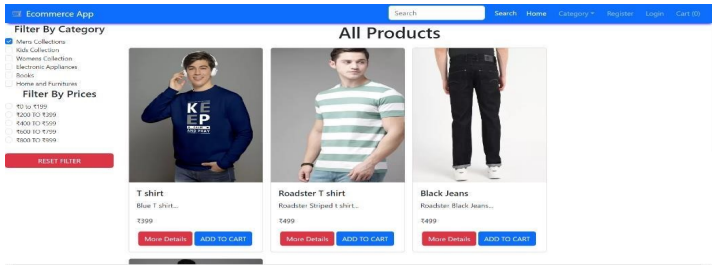 Ecommerce App
Search
Search Home Category Register Login Cart (0)
Filter By Category
Mens Collections
Kids Collection
Womens Collection
Electronic Appliances
Books
Home and Furnitures
Filter By Prices
₹0 to ₹199
₹200 TO ₹399
₹400 TO ₹599
₹600 TO ₹799
₹800 TO ₹999
RESET FILTER
All Products
KE
EP
T shirt
Blue T shirt...
₹399
More Details ADD TO CART
Roadster T shirt
Roadster Striped t shirt...
₹499
More Details ADD TO CART
Black Jeans
Roadster Black Jeans...
₹499
More Details ADD TO CART